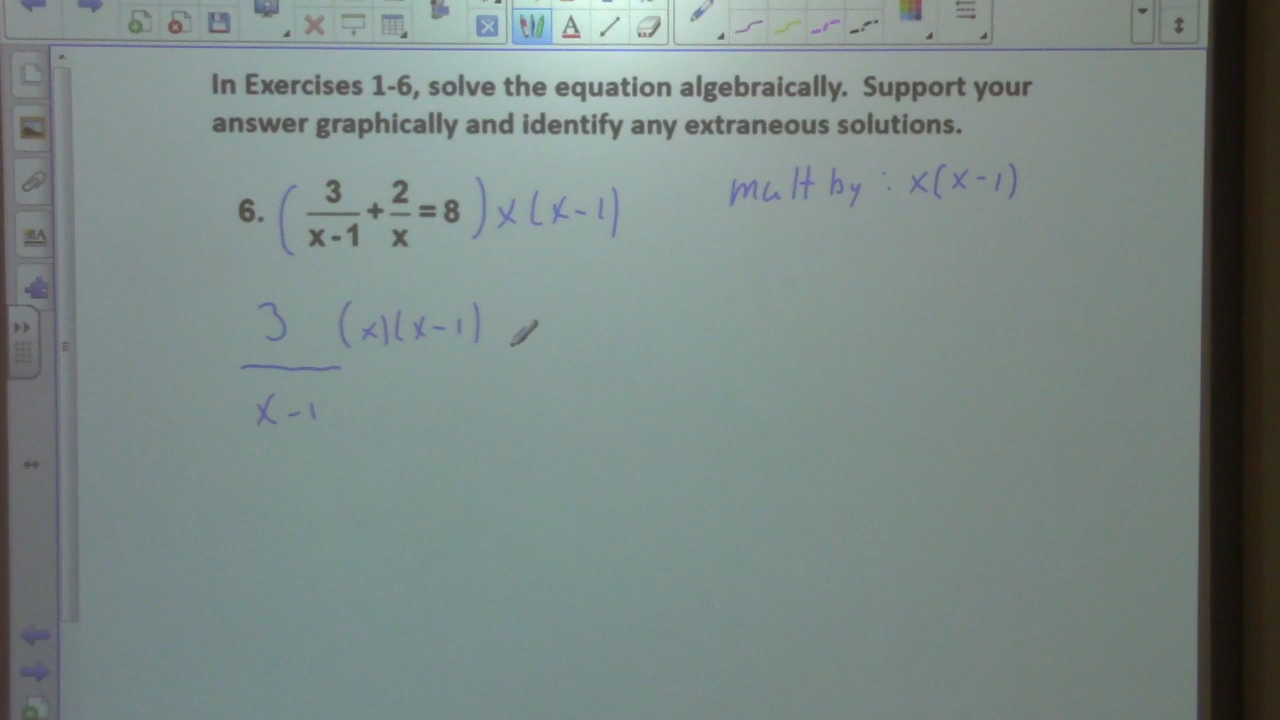 In Exercises 1-6, solve the equation algebraically. Support your
answer graphically and identify any extraneous solutions.
6. ( 3/(x-1) + 2/x = 8 ) x(x-1)
mult by: x(x-1)
3 (x)(x-1)
x-1